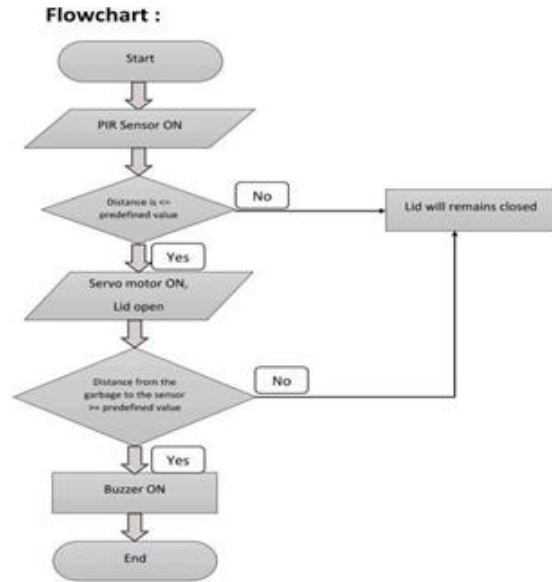 Flowchart :
Start
PIR Sensor ON
Distance is <=
predefined value
No
Lid will remains closed
Yes
Servo motor ON,
Lid open
Distance from the
garbage to the sensor
>= predefined value
No
Yes
Buzzer ON
End